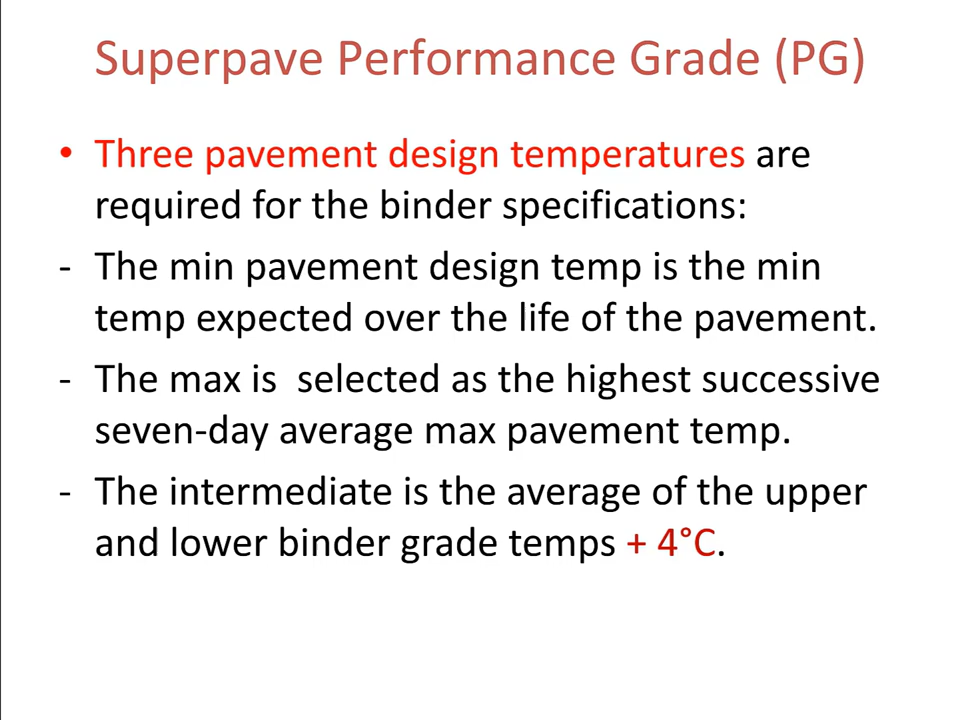 Superpave Performance Grade (PG)
• Three pavement design temperatures are
required for the binder specifications:
- The min pavement design temp is the min
temp expected over the life of the pavement.
- The max is  selected as the highest successive
seven-day average max pavement temp.
- The intermediate is the average of the upper
and lower binder grade temps + 4°C.